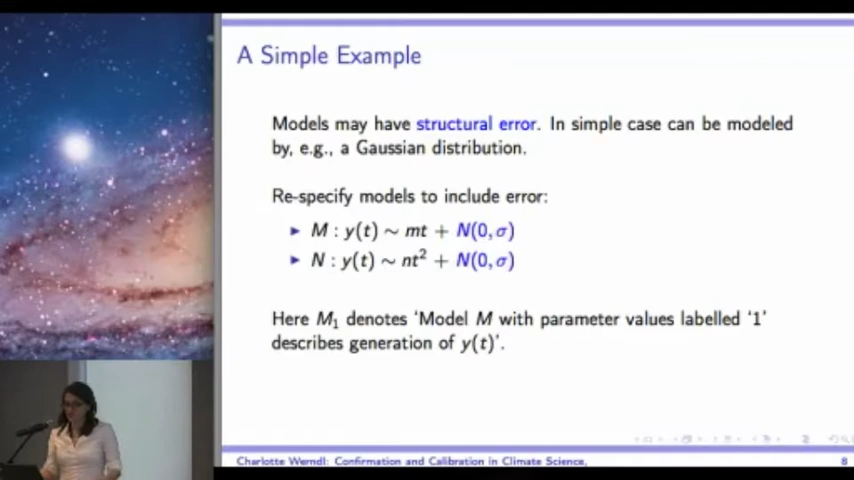 A Simple Example
Models may have structural error. In simple case can be modeled
by, e.g., a Gaussian distribution.
Re-specify models to include error:
▶ M : y(t) ∼ mt + N(0, σ)
▶ N : y(t) ∼ nt² + N(0, σ)
Here M₁ denotes 'Model M with parameter values labelled '1'
describes generation of y(t)'.
Charlotte Werndl: Confirmation and Calibration in Climate Science,
8